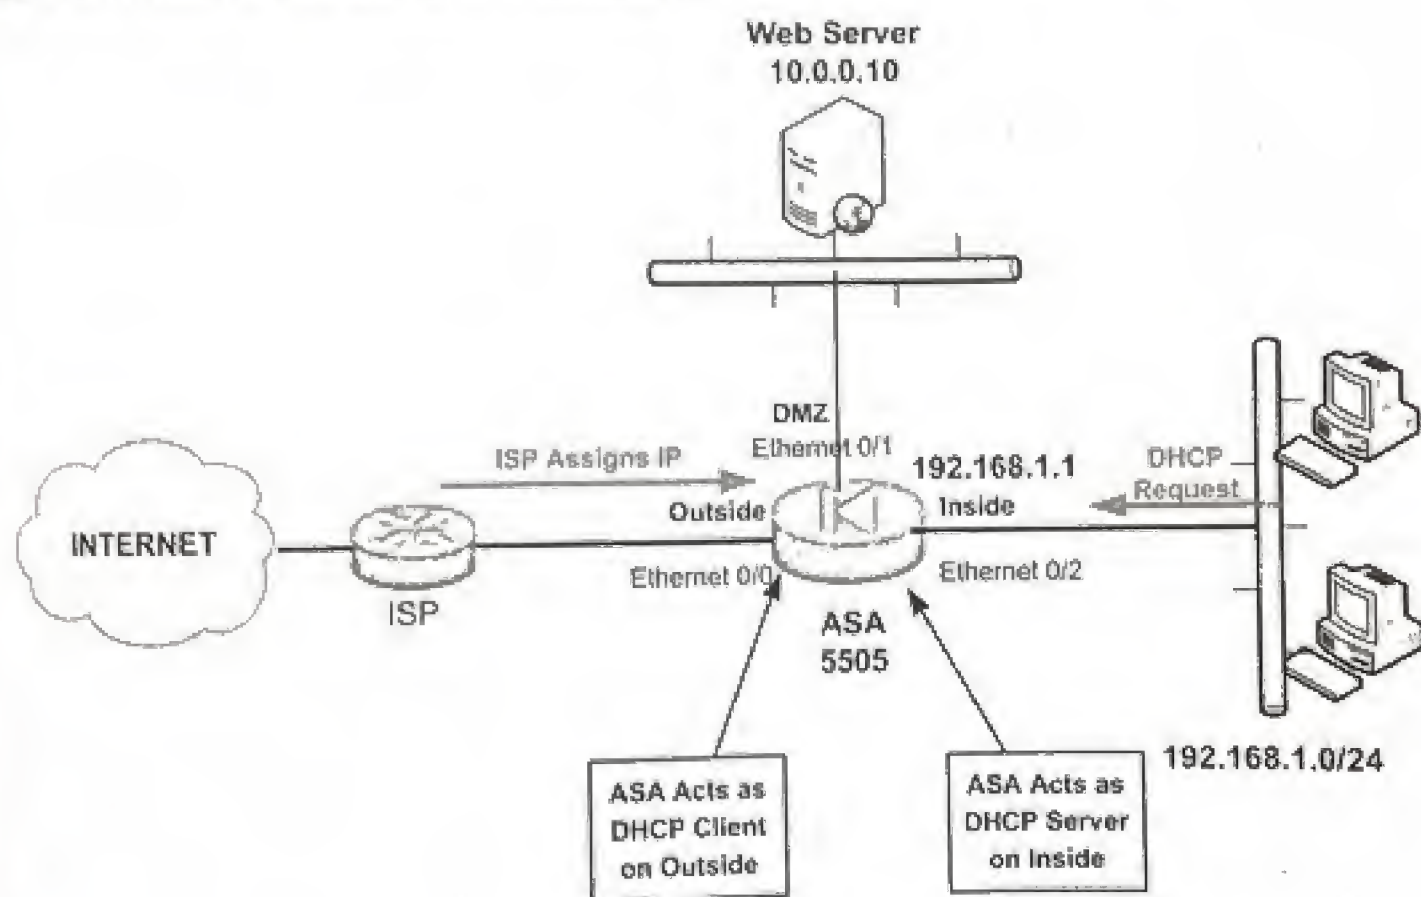 Web Server
10.0.0.10
DMZ
Ethernet 0/1
ISP Assigns IP
192.168.1.1
DHCP
Request
Outside
Inside
INTERNET
Ethernet 0/0
Ethernet 0/2
ISP
ASA
5505
192.168.1.0/24
ASA Acts as
DHCP Client
on Outside
ASA Acts as
DHCP Server
on Inside